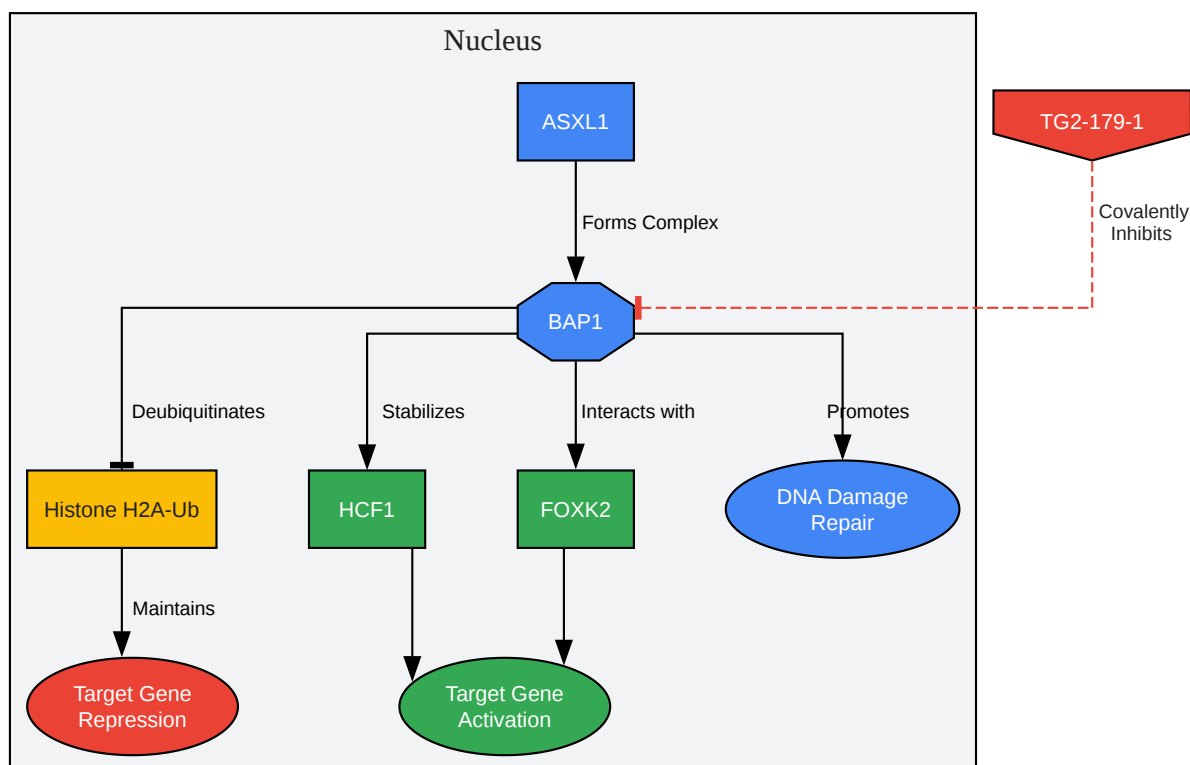 Nucleus
ASXL1
TG2-179-1
Covalently
Inhibits
Forms Complex
BAP1
Deubiquitinates
Stabilizes
Interacts with
Promotes
Histone H2A-Ub
HCF1
FOXK2
DNA Damage
Repair
Maintains
Target Gene
Repression
Target Gene
Activation